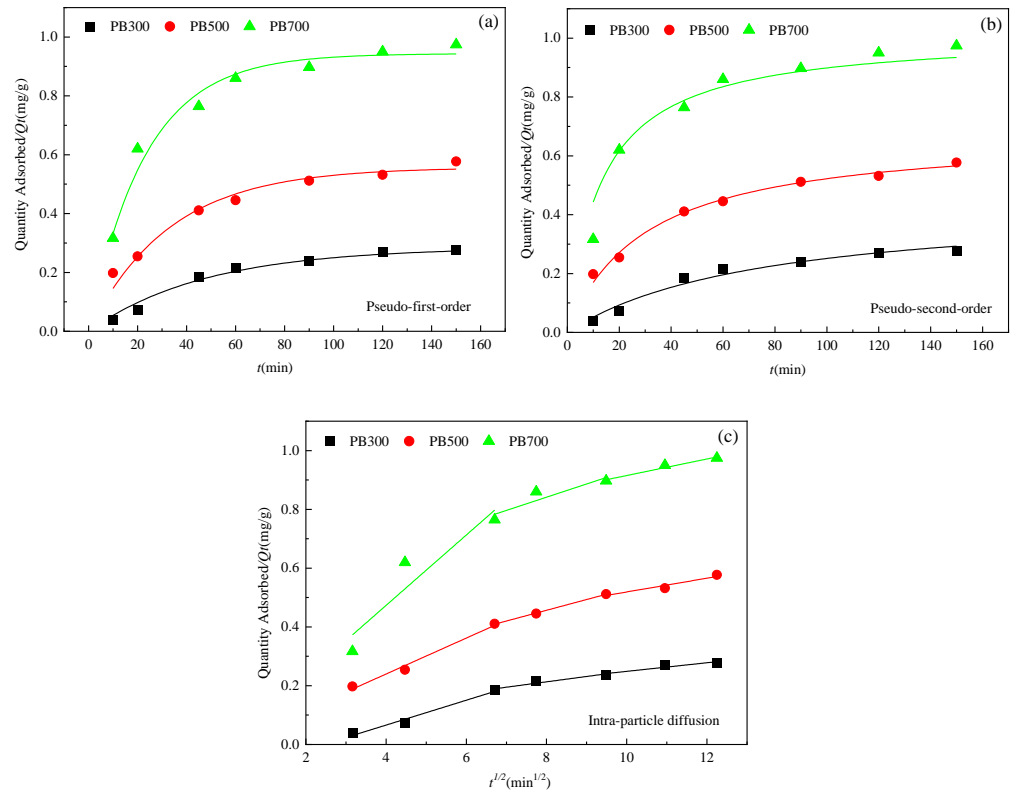 PB300 PB500 PB700 (a)
Quantity Adsorbed/Qt(mg/g)
1.0
0.8
0.6
0.4
0.2
0.0
Pseudo-first-order
0 20 40 60 80 100 120 140 160
t(min)
PB300 PB500 PB700 (b)
Quantity Adsorbed/Qt(mg/g)
1.0
0.8
0.6
0.4
0.2
0.0
Pseudo-second-order
0 20 40 60 80 100 120 140 160
t(min)
PB300 PB500 PB700 (c)
Quantity Adsorbed/Qt(mg/g)
1.0
0.8
0.6
0.4
0.2
0.0
Intra-particle diffusion
2 4 6 8 10 12
t^{1/2}(min^{1/2})